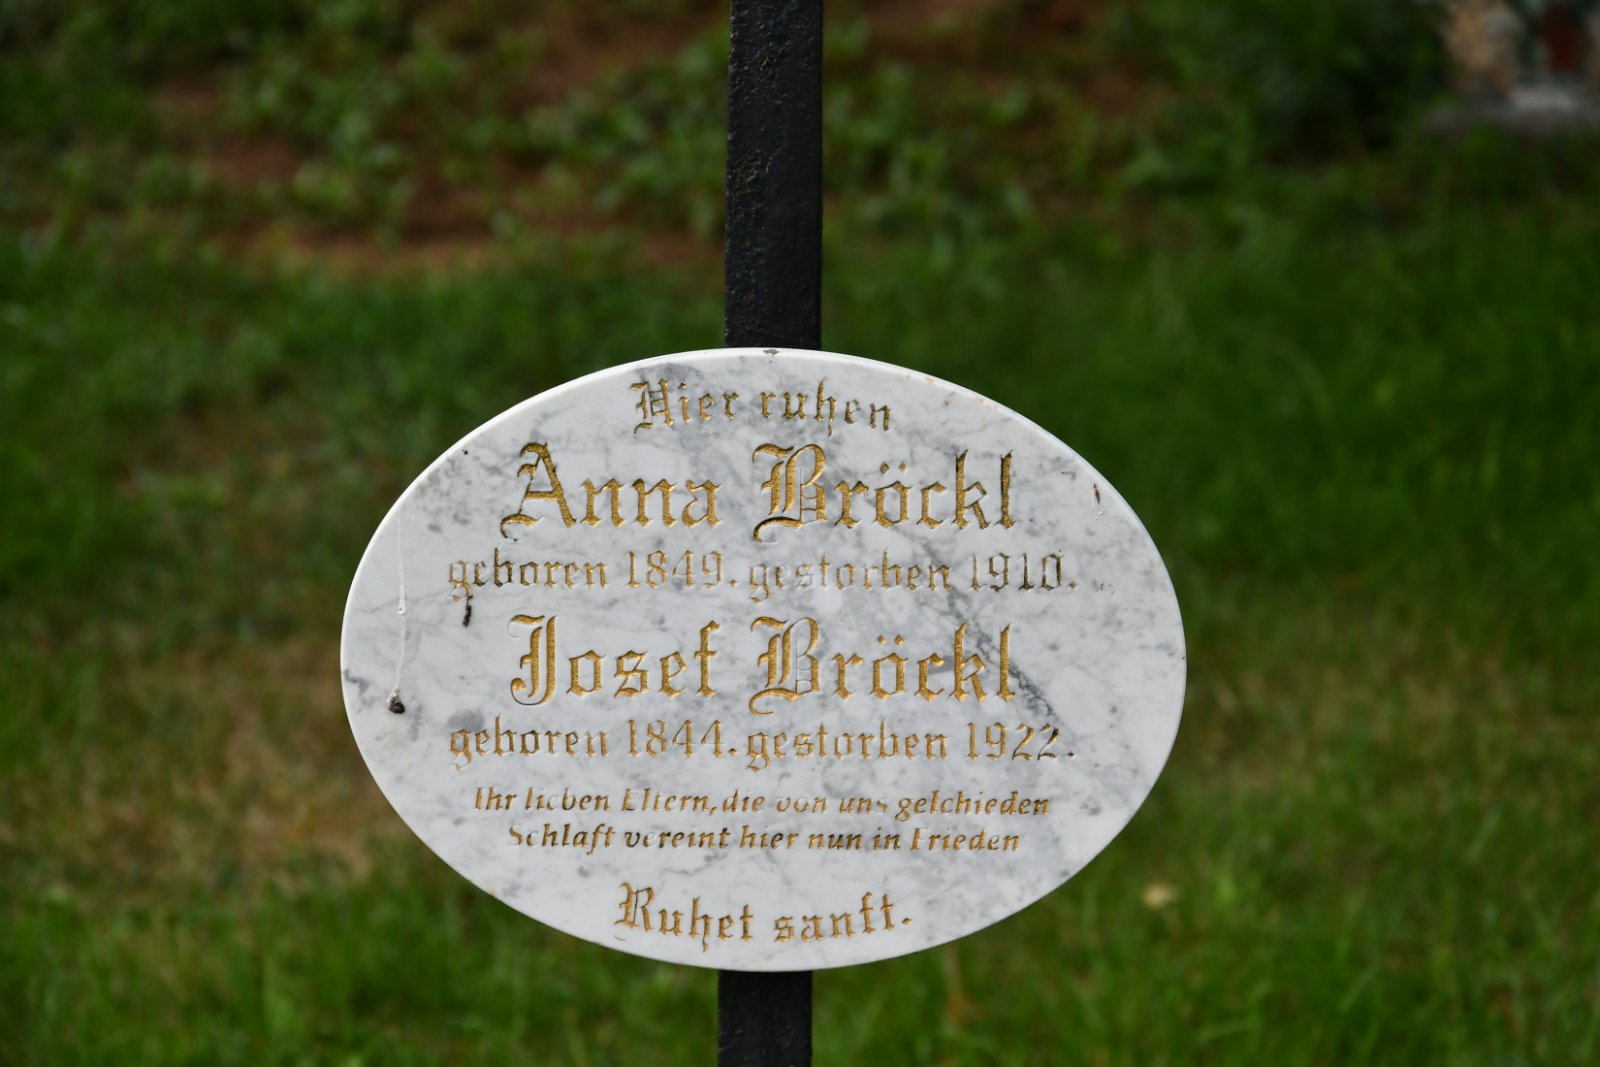 Hier ruhen
Anna Bröckl
geboren 1849. gestorben 1910.
Josef Bröckl
geboren 1844. gestorben 1922.
Ihr lieben Eltern, die von uns gelchieden
Schlaft vereint hier nun in Frieden
Ruhet sanft.